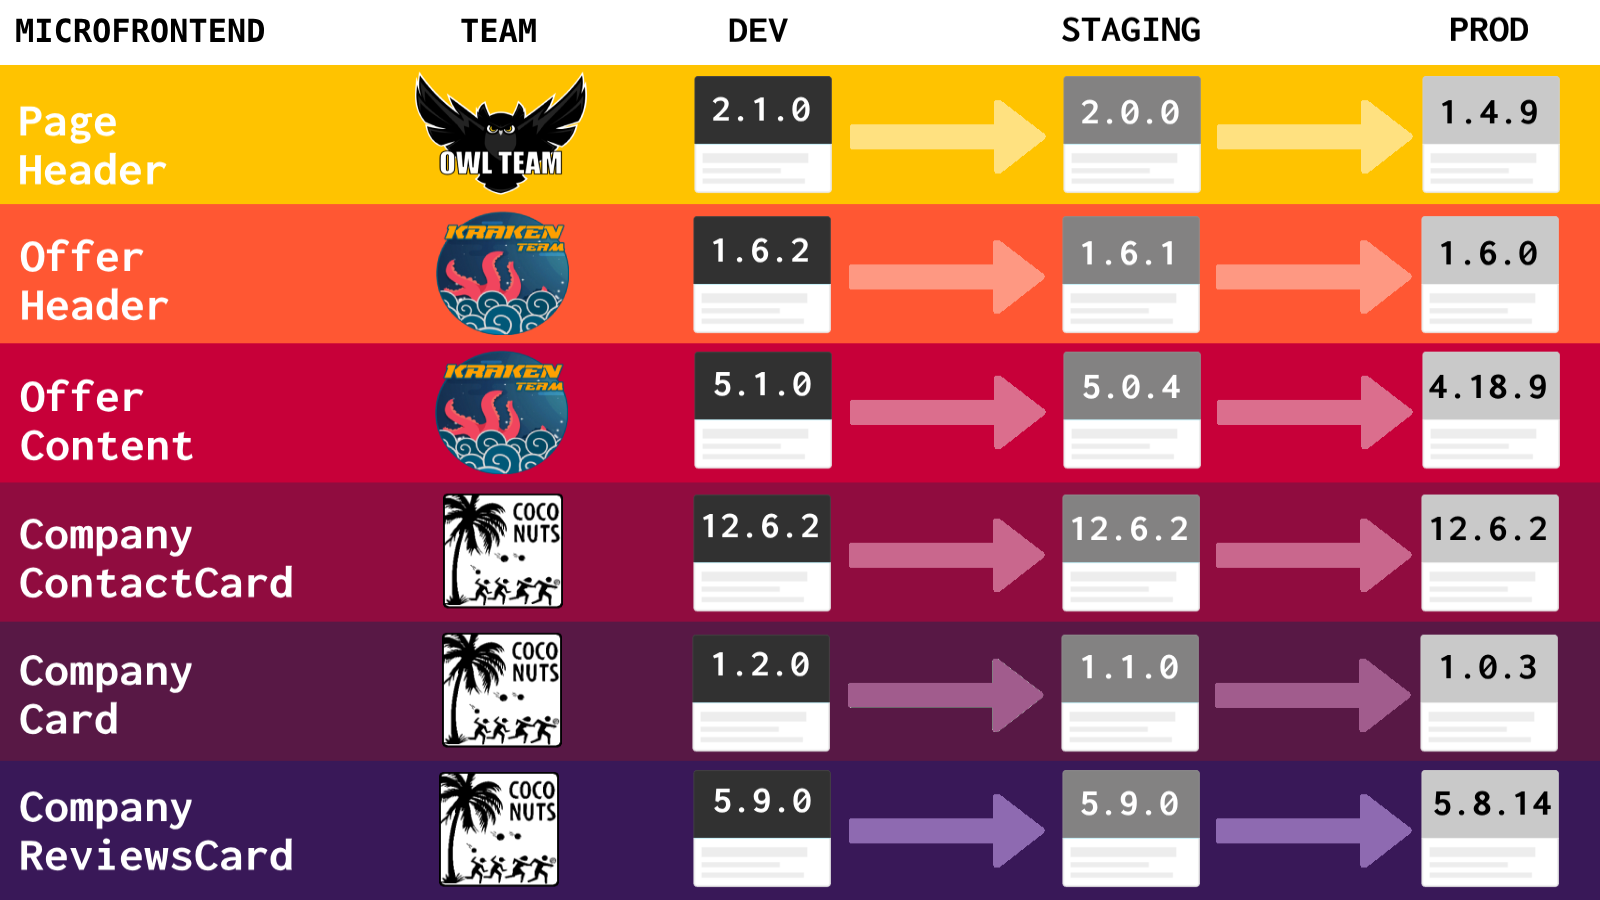 MICROFRONTEND TEAM DEV STAGING PROD
Page
Header
OWL TEAM
2.1.0
2.0.0
1.4.9
Offer
Header
KRAKEN
TEAM
1.6.2
1.6.1
1.6.0
Offer
Content
KRAKEN
TEAM
5.1.0
5.0.4
4.18.9
Company
ContactCard
COCO
NUTS
12.6.2
12.6.2
12.6.2
Company
Card
COCO
NUTS
1.2.0
1.1.0
1.0.3
Company
ReviewsCard
COCO
NUTS
5.9.0
5.9.0
5.8.14